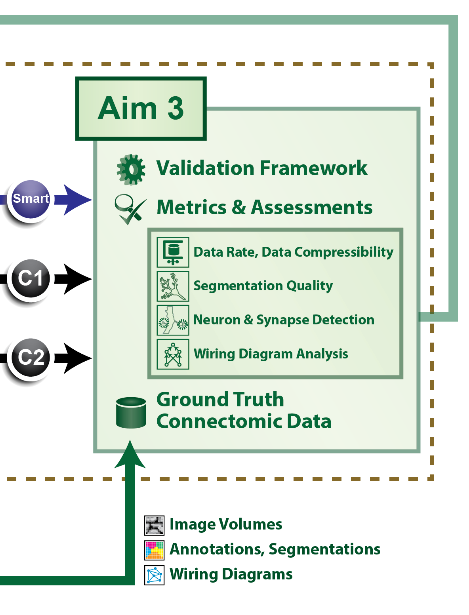 Aim 3
Validation Framework
Smart
Metrics & Assessments
Data Rate, Data Compressibility
C1
Segmentation Quality
Neuron & Synapse Detection
C2
Wiring Diagram Analysis
Ground Truth
Connectomic Data
Image Volumes
Annotations, Segmentations
Wiring Diagrams